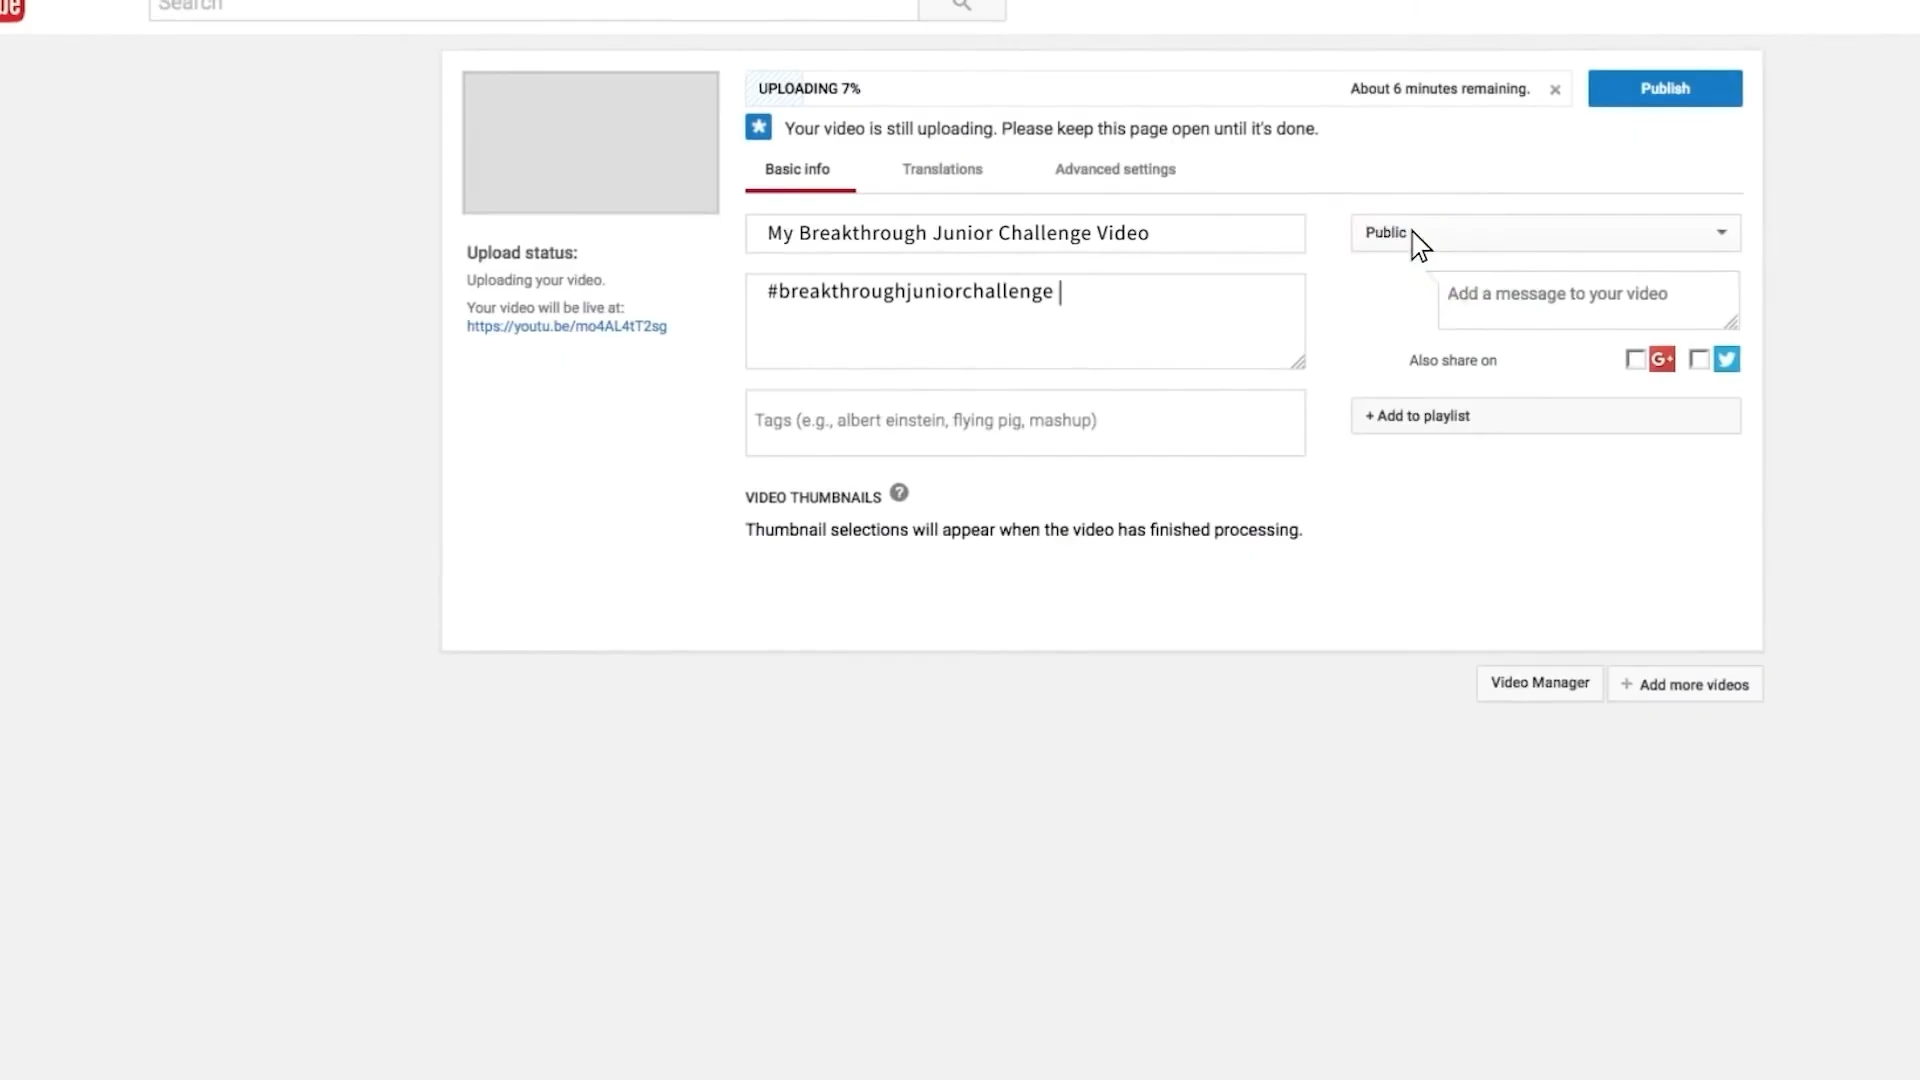 Search
UPLOADING 7%
About 6 minutes remaining.
Publish
Your video is still uploading. Please keep this page open until it's done.
Basic info
Translations
Advanced settings
My Breakthrough Junior Challenge Video
Public
#breakthroughjuniorchallenge
Add a message to your video
Upload status:
Uploading your video.
Your video will be live at:
https://youtu.be/mo4AL4tT2sg
Also share on
G+
Tags (e.g., albert einstein, flying pig, mashup)
+ Add to playlist
VIDEO THUMBNAILS ?
Thumbnail selections will appear when the video has finished processing.
Video Manager
+ Add more videos